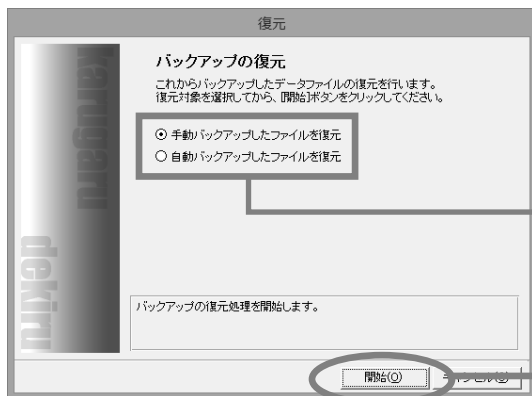 復元
karugaru
dekiru
バックアップの復元
これからバックアップしたデータファイルの復元を行います。
復元対象を選択してから、[開始]ボタンをクリックしてください。
手動バックアップしたファイルを復元
自動バックアップしたファイルを復元
バックアップの復元処理を開始します。
開始(O)